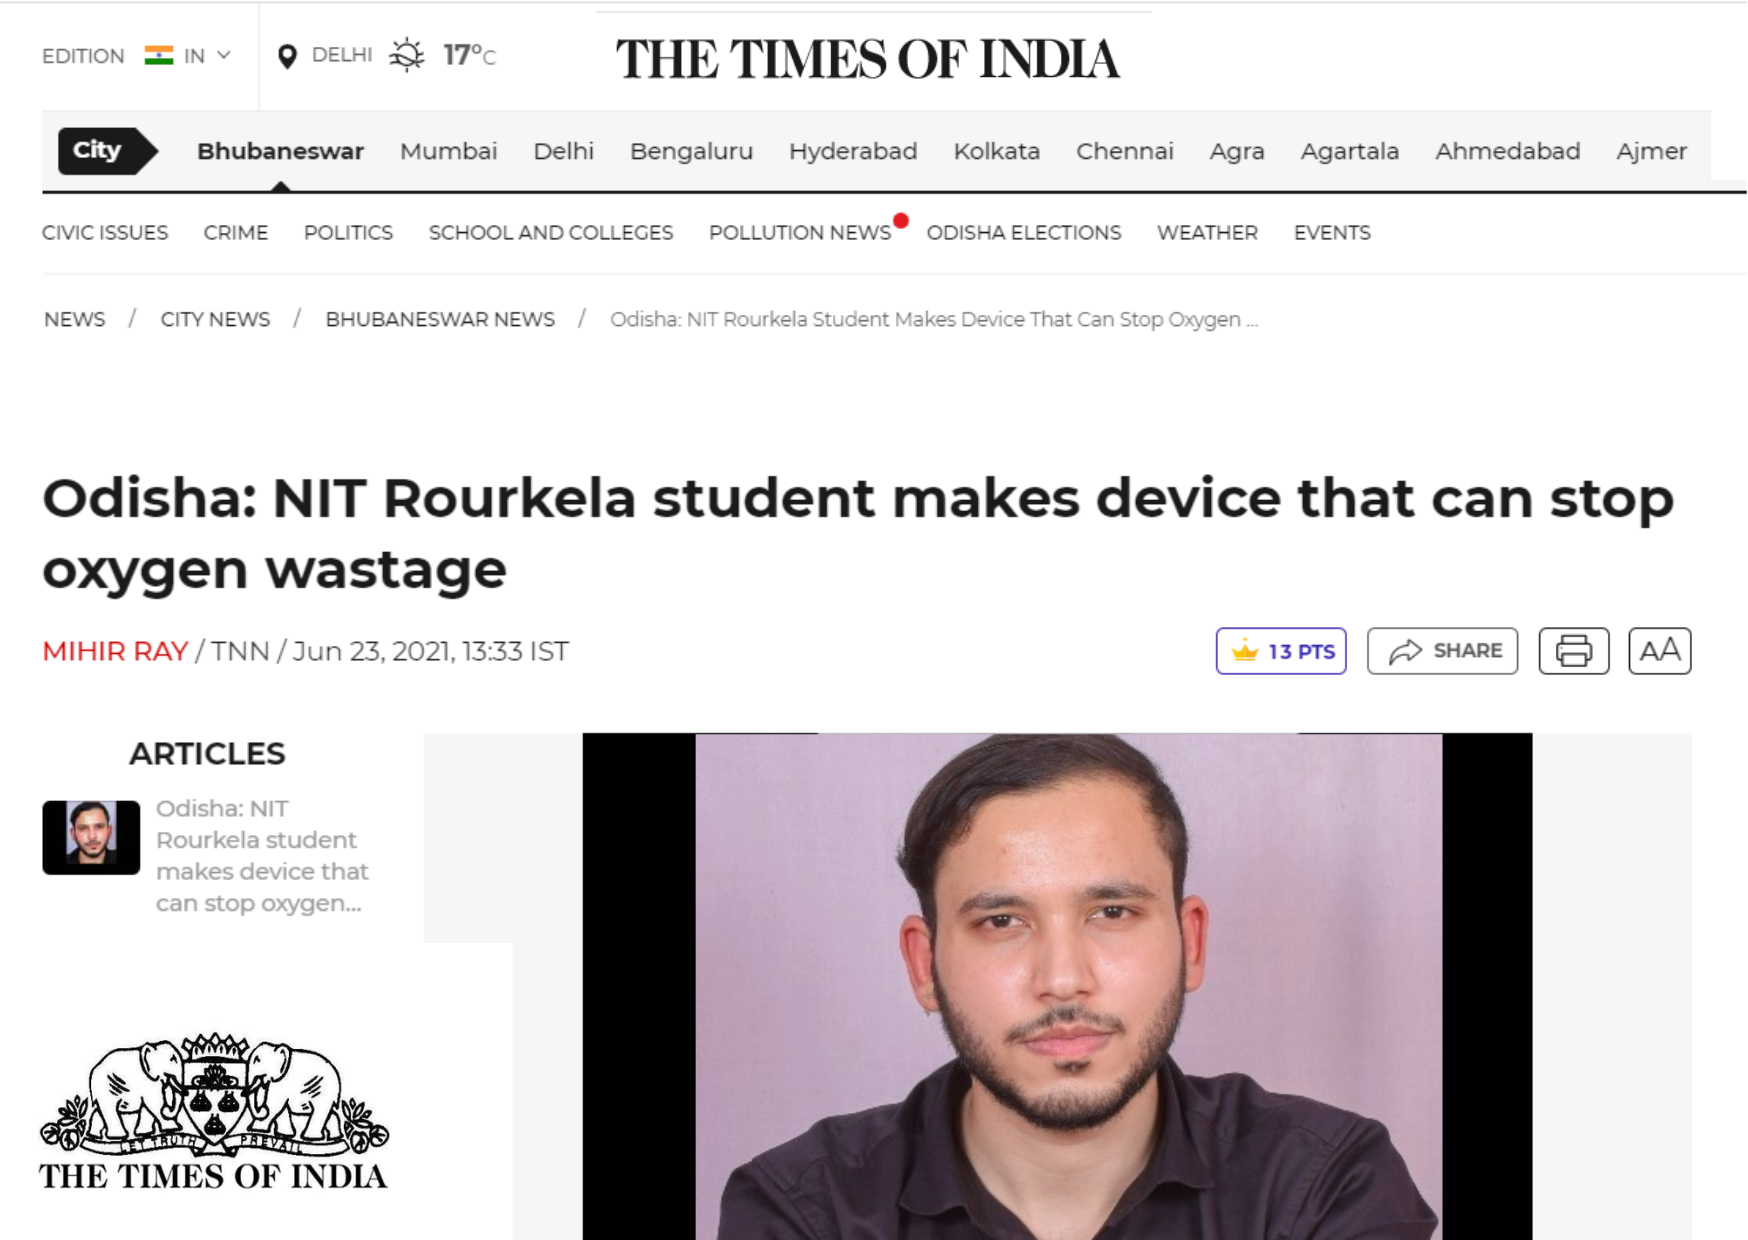 EDITION IN DELHI 17°C
THE TIMES OF INDIA
City Bhubaneswar Mumbai Delhi Bengaluru Hyderabad Kolkata Chennai Agra Agartala Ahmedabad Ajmer
CIVIC ISSUES CRIME POLITICS SCHOOL AND COLLEGES POLLUTION NEWS ODISHA ELECTIONS WEATHER EVENTS
NEWS / CITY NEWS / BHUBANESWAR NEWS / Odisha: NIT Rourkela Student Makes Device That Can Stop Oxygen ...
Odisha: NIT Rourkela student makes device that can stop
oxygen wastage
MIHIR RAY / TNN / Jun 23, 2021, 13:33 IST
13 PTS SHARE AA
ARTICLES
Odisha: NIT
Rourkela student
makes device that
can stop oxygen...
LET TRUTH PREVAIL
THE TIMES OF INDIA